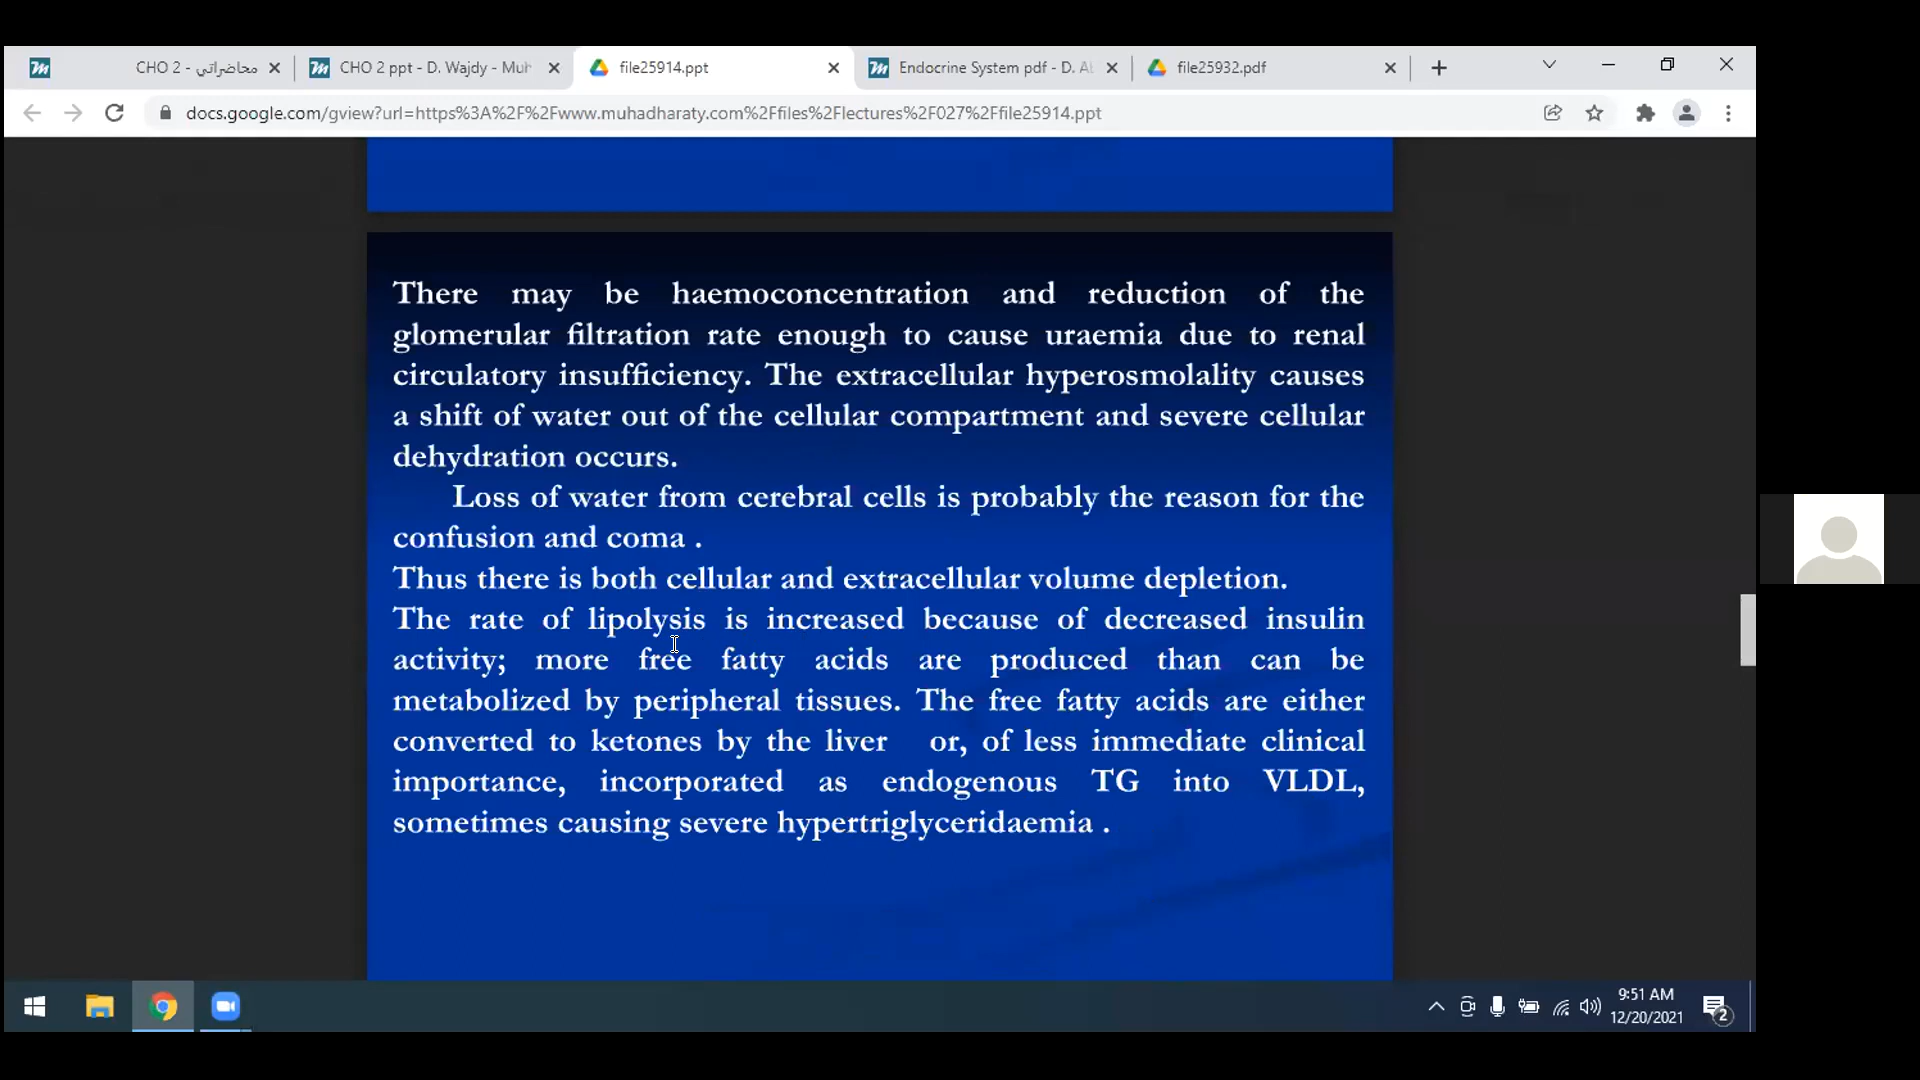 CHO 2 - محاضراتي
CHO 2 ppt - D. Wajdy - Muh
file25914.ppt
Endocrine System pdf - D. Al
file25932.pdf
docs.google.com/gview?url=https%3A%2F%2Fwww.muhadharaty.com%2Ffiles%2Flectures%2F027%2Ffile25914.ppt
There may be haemoconcentration and reduction of the
glomerular filtration rate enough to cause uraemia due to renal
circulatory insufficiency. The extracellular hyperosmolality causes
a shift of water out of the cellular compartment and severe cellular
dehydration occurs.
Loss of water from cerebral cells is probably the reason for the
confusion and coma .
Thus there is both cellular and extracellular volume depletion.
The rate of lipolysis is increased because of decreased insulin
activity; more free fatty acids are produced than can be
metabolized by peripheral tissues. The free fatty acids are either
converted to ketones by the liver or, of less immediate clinical
importance, incorporated as endogenous TG into VLDL,
sometimes causing severe hypertriglyceridaemia .
9:51 AM
12/20/2021
2